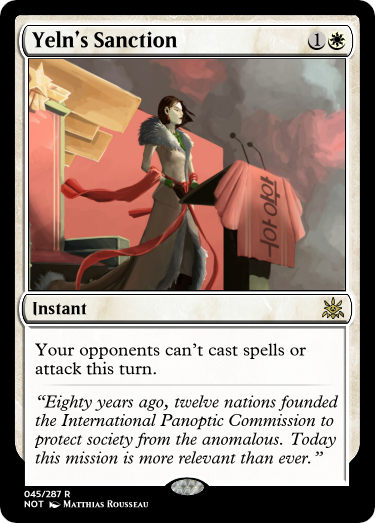 Yeln's Sanction
1
Instant
Your opponents can't cast spells or
attack this turn.
"Eighty years ago, twelve nations founded
the International Panoptic Commission to
protect society from the anomalous. Today
this mission is more relevant than ever."
045/287 R
NOT Matthias Rousseau